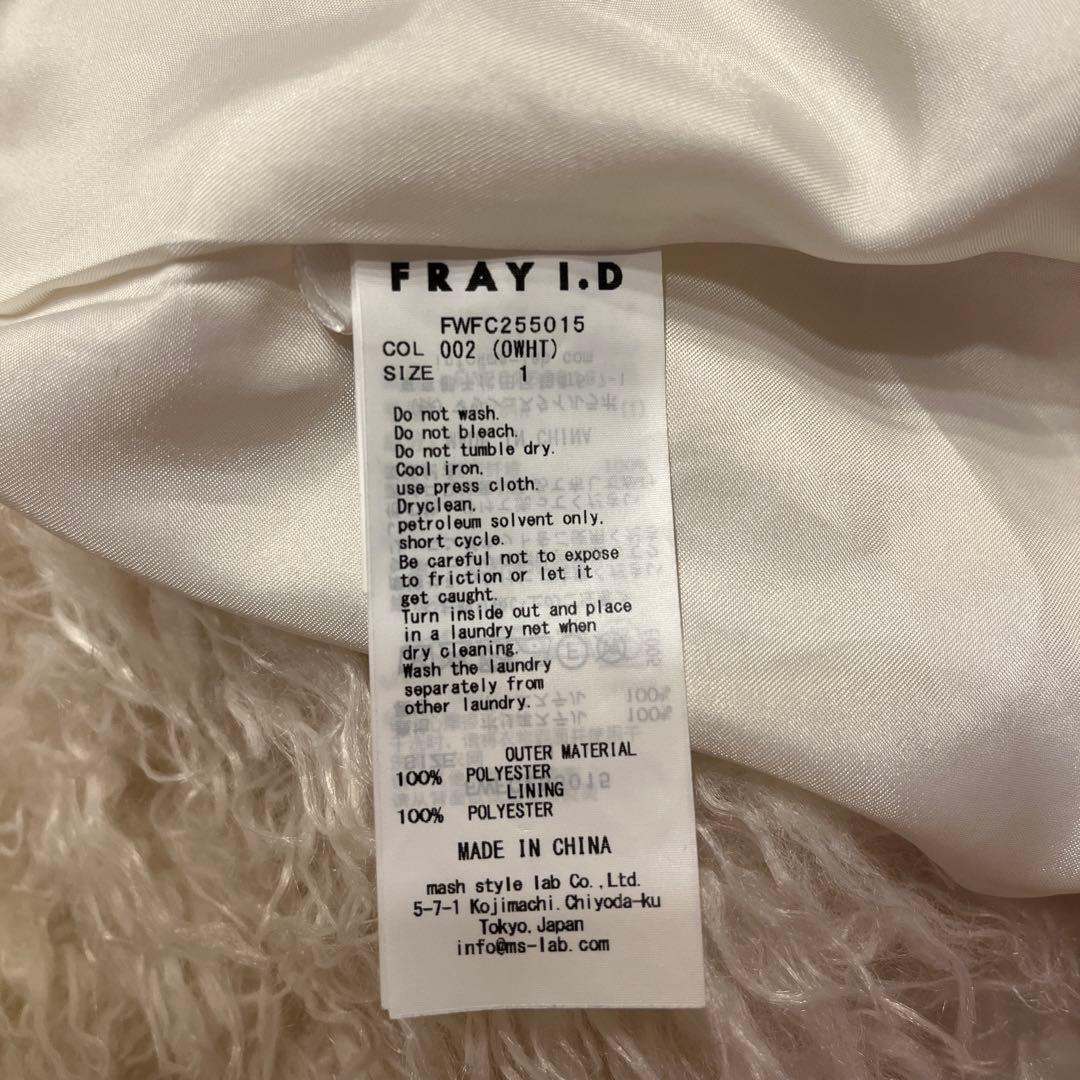 FRAY I.D
FWFC255015
COL 002 (OWHT)
SIZE 1
Do not wash.
Do not bleach.
Do not tumble dry.
Cool iron.
use press cloth.
Dryclean.
petroleum solvent only.
short cycle.
Be careful not to expose
to friction or let it
get caught.
Turn inside out and place
in a laundry net when
dry cleaning.
Wash the laundry
separately from
other laundry.
OUTER MATERIAL
100% POLYESTER
LINING
100% POLYESTER
MADE IN CHINA
mash style lab Co.,Ltd.
5-7-1 Kojimachi.Chiyoda-ku
Tokyo.Japan
info@ms-lab.com